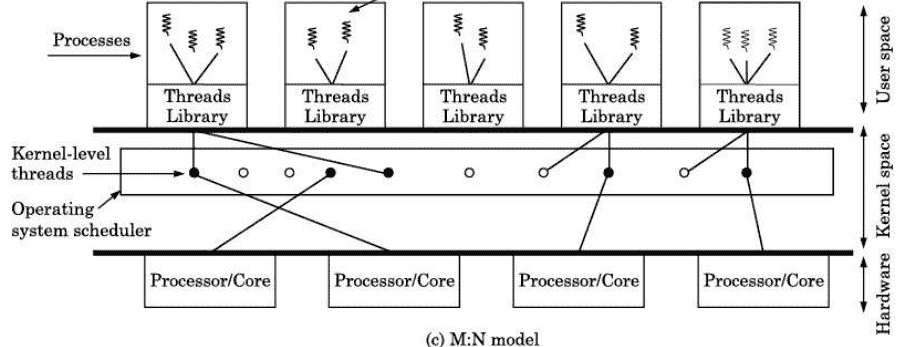 Processes
Threads
Library
Threads
Library
Threads
Library
Threads
Library
Threads
Library
User space
Kernel-level
threads
Operating
system scheduler
Kernel space
Processor/Core
Processor/Core
Processor/Core
Processor/Core
Hardware
(c) M:N model